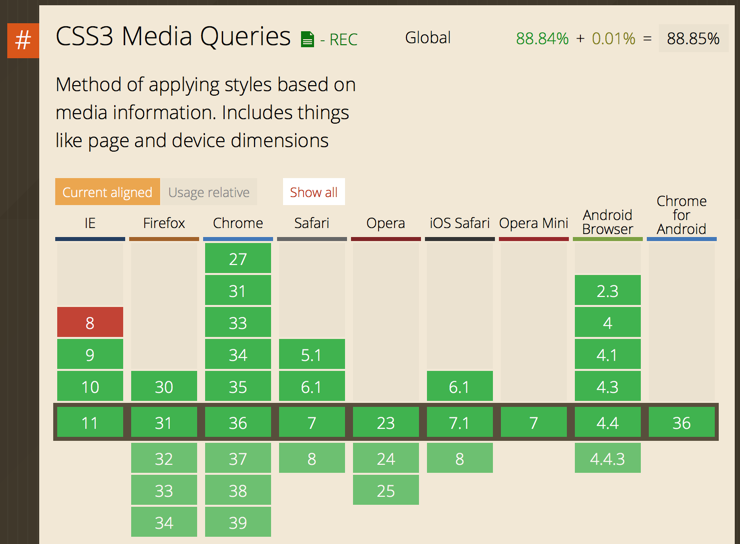 # CSS3 Media Queries - REC Global 88.84% + 0.01% = 88.85%
Method of applying styles based on
media information. Includes things
like page and device dimensions
Current aligned Usage relative Show all
IE Firefox Chrome Safari Opera iOS Safari Opera Mini Android Browser Chrome for Android
27
31 2.3
8 33 4
9 34 5.1 4.1
10 30 35 6.1 6.1 4.3
11 31 36 7 23 7.1 7 4.4 36
32 37 8 24 8 4.4.3
33 38 25
34 39